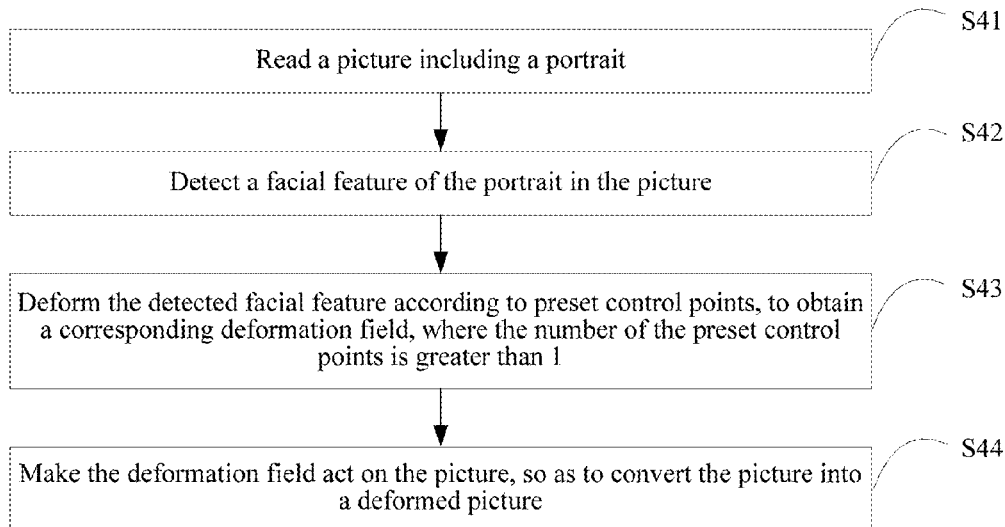 S41
Read a picture including a portrait
S42
Detect a facial feature of the portrait in the picture
S43
Deform the detected facial feature according to preset control points, to obtain
a corresponding deformation field, where the number of the preset control
points is greater than 1
S44
Make the deformation field act on the picture, so as to convert the picture into
a deformed picture